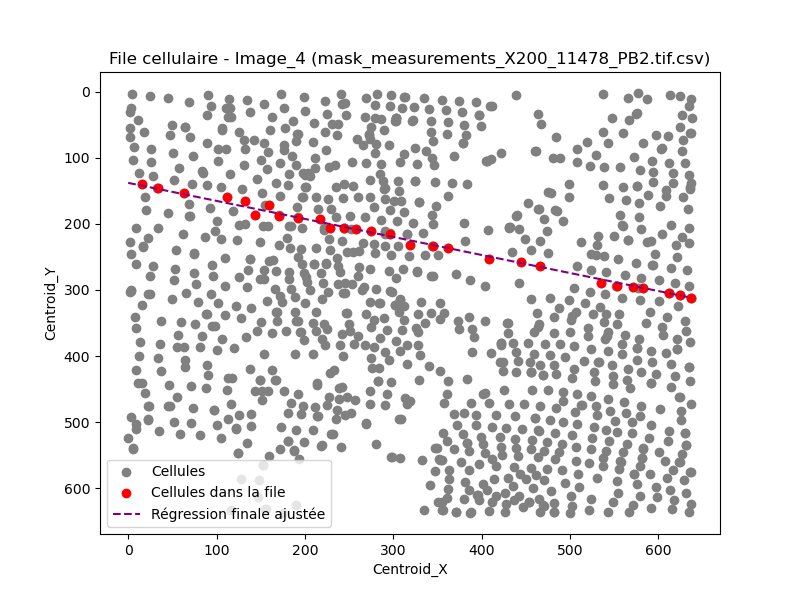 File cellulaire - Image_4 (mask_measurements_X200_11478_PB2.tif.csv)
0
100
200
300
400
500
600
Centroid_Y
Cellules
Cellules dans la file
Régression finale ajustée
0 100 200 300 400 500 600
Centroid_X